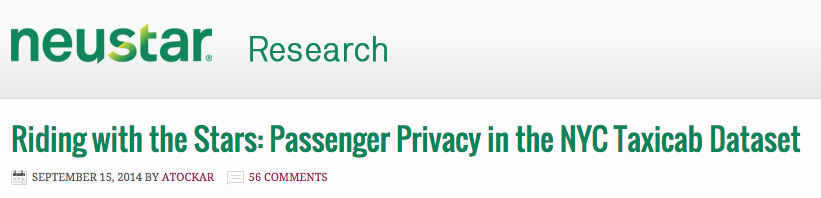 neustar® Research
Riding with the Stars: Passenger Privacy in the NYC Taxicab Dataset
SEPTEMBER 15, 2014 BY ATOCKAR 56 COMMENTS